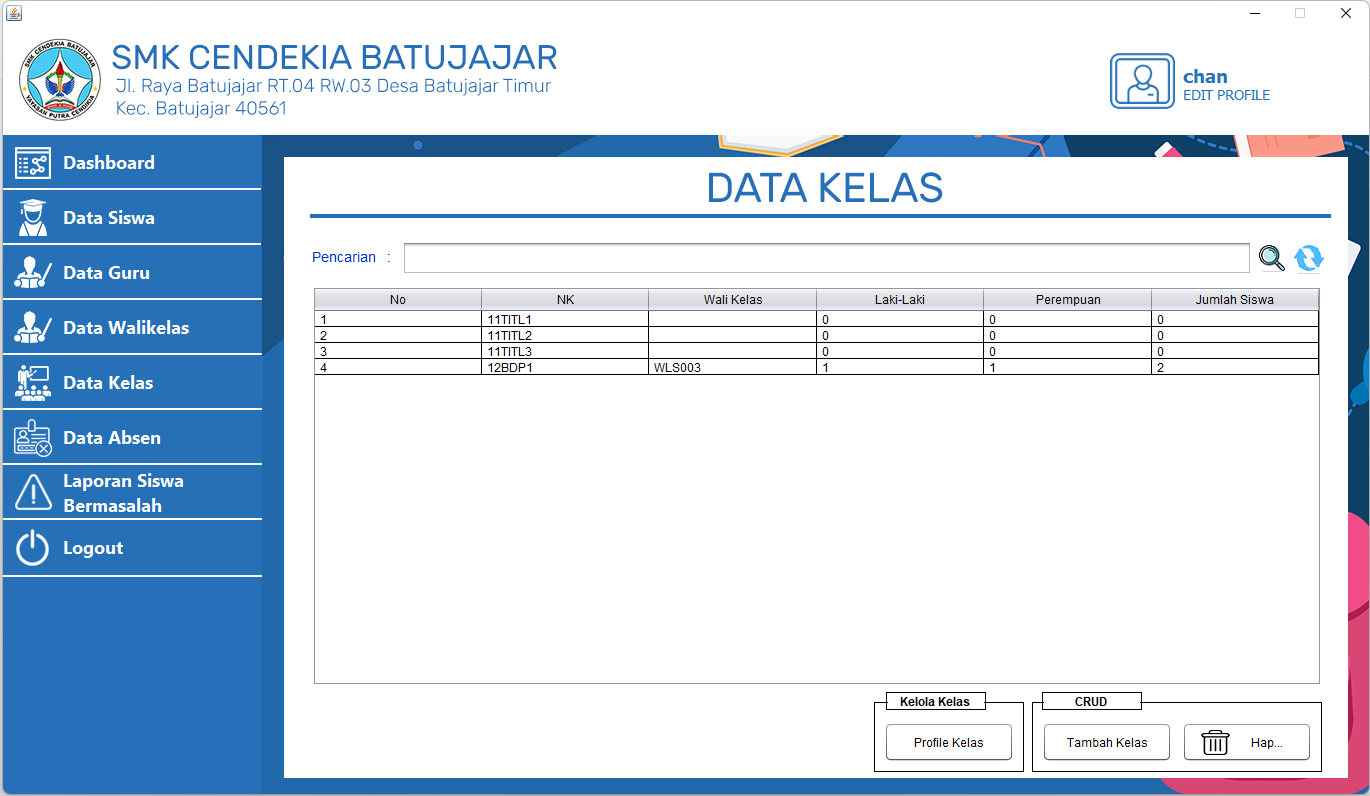 SMK CENDEKIA BATUJAJAR
Jl. Raya Batujajar RT.04 RW.03 Desa Batujajar Timur
Kec. Batujajar 40561
SMK CENDEKIA BATUJAJAR
YAYASAN PUTRA CENDIKIA
chan
EDIT PROFILE
Dashboard
Data Siswa
Data Guru
Data Walikelas
Data Kelas
Data Absen
Laporan Siswa
Bermasalah
Logout
DATA KELAS
Pencarian :
No NK Wali Kelas Laki-Laki Perempuan Jumlah Siswa
1 11TITL1 0 0 0
2 11TITL2 0 0 0
3 11TITL3 0 0 0
4 12BDP1 WLS003 1 1 2
Kelola Kelas
Profile Kelas
CRUD
Tambah Kelas
Hap...